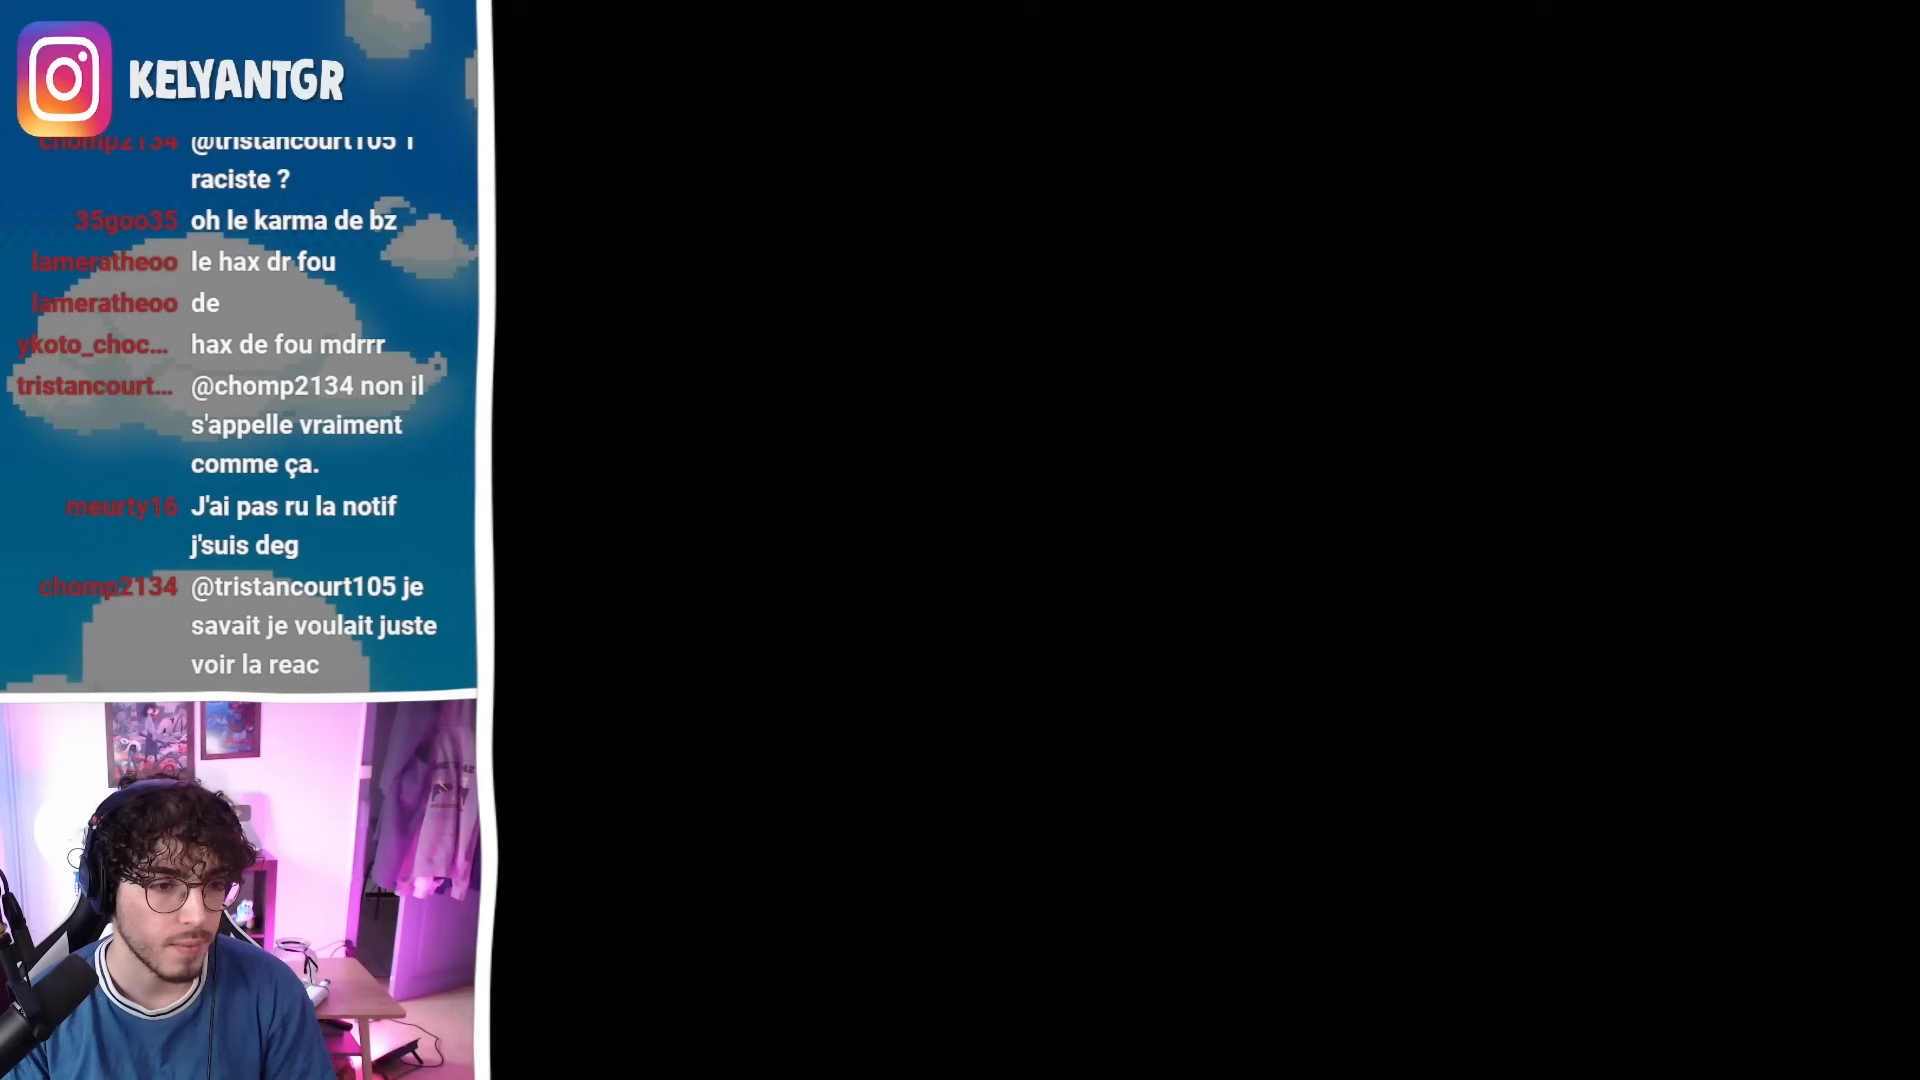 KELYANTGR
chomp2134 @tristancourt105 T
raciste ?
35goo35 oh le karma de bz
lameratheoo le hax dr fou
lameratheoo de
ykoto_choc... hax de fou mdrrr
tristancourt... @chomp2134 non il
s'appelle vraiment
comme ça.
meurty16 J'ai pas ru la notif
j'suis deg
chomp2134 @tristancourt105 je
savait je voulait juste
voir la reac